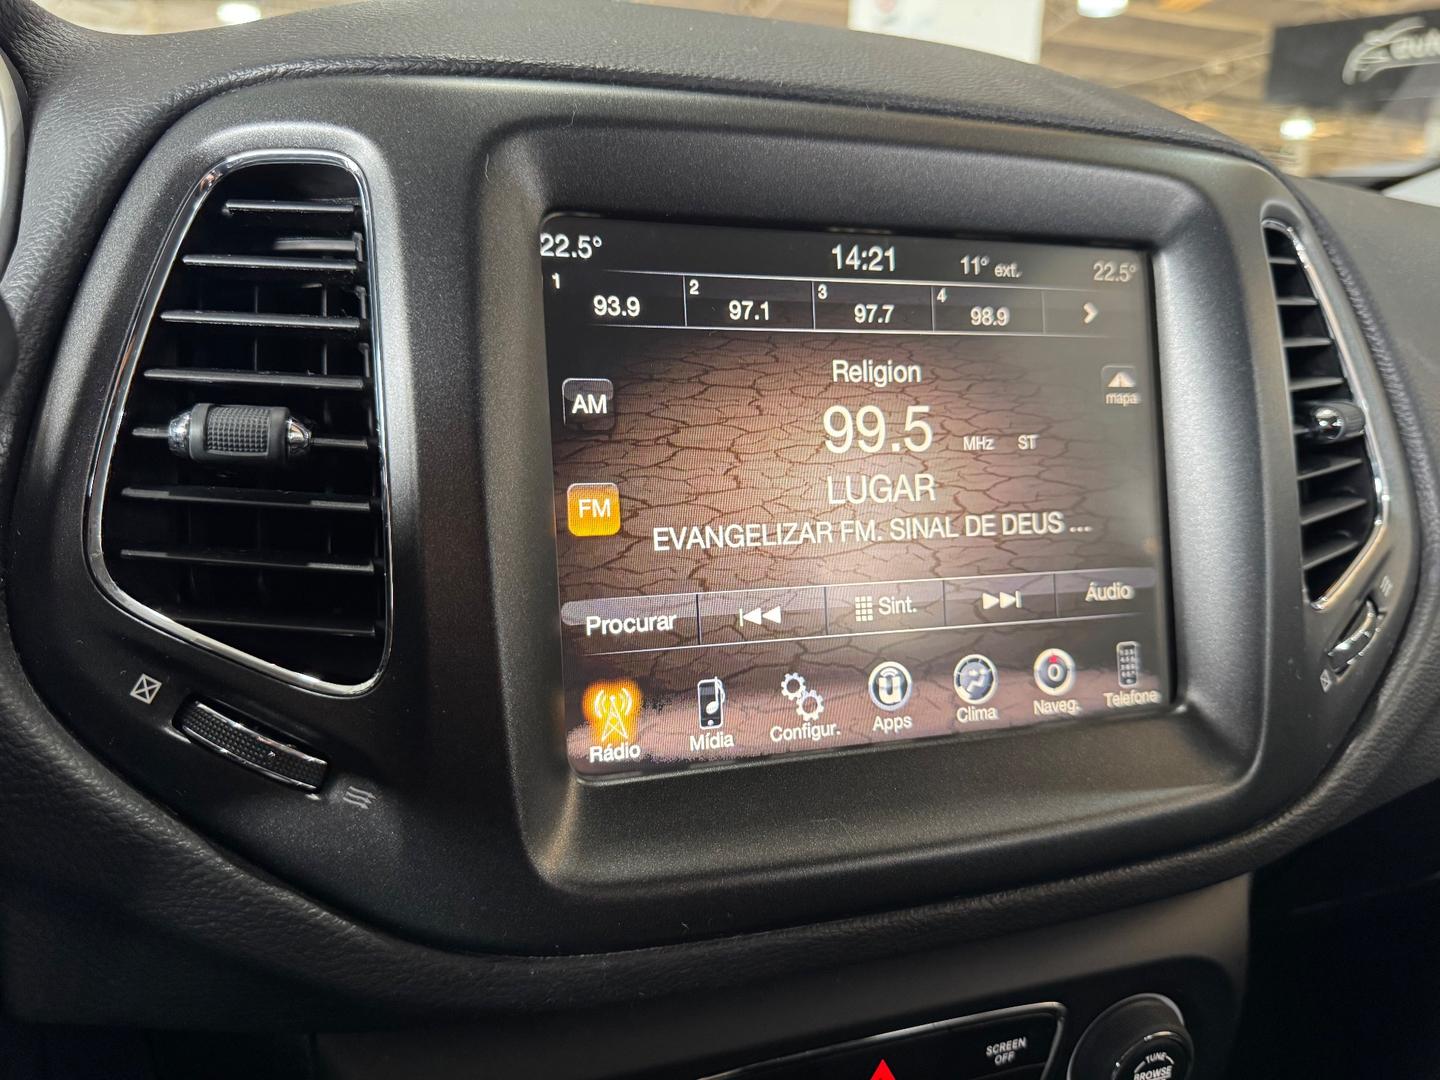 22.5° 14:21 11° ext. 22.5°
1 93.9 2 97.1 3 97.7 4 98.9
Religion
AM 99.5 MHz ST mapa
LUGAR
FM EVANGELIZAR FM. SINAL DE DEUS ...
Procurar Sint. Áudio
Rádio Mídia Configur. Apps Clima Naveg. Telefone
SCREEN
OFF
TUNE
BROWSE